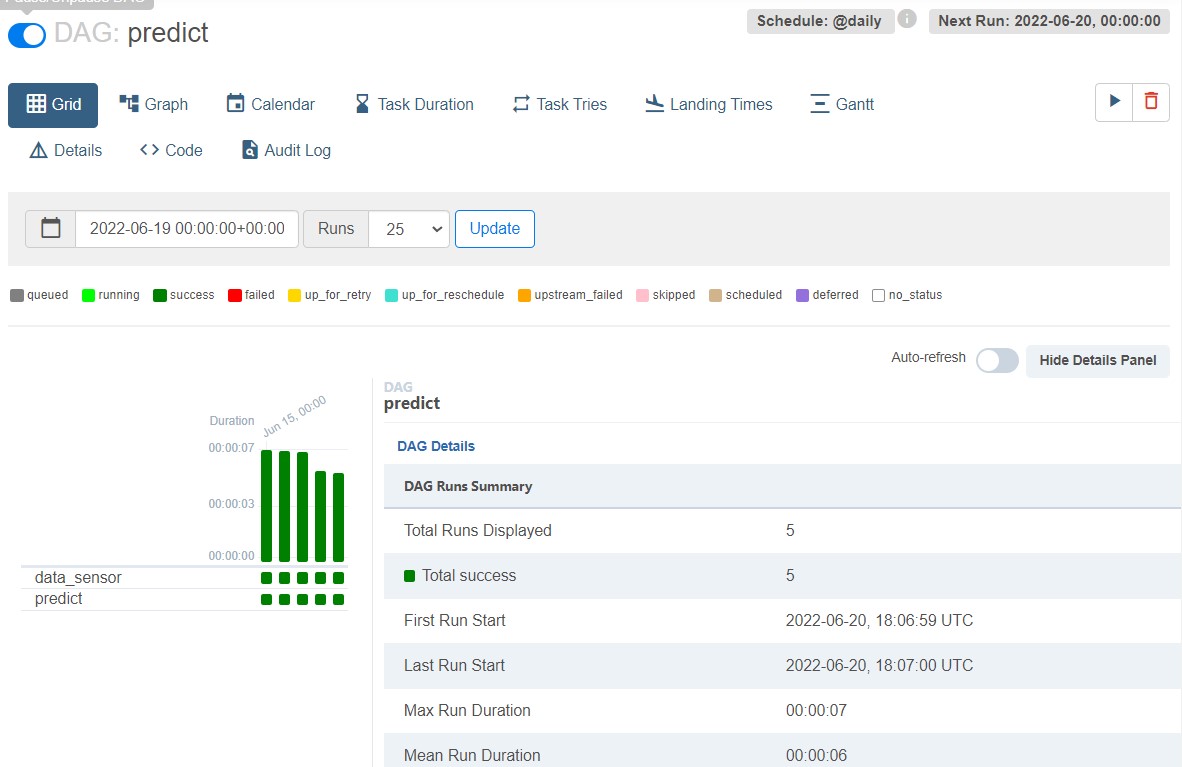 DAG: predict
Schedule: @daily
Next Run: 2022-06-20, 00:00:00
Grid
Graph
Calendar
Task Duration
Task Tries
Landing Times
Gantt
Details
Code
Audit Log
2022-06-19 00:00:00+00:00
Runs
25
Update
queued
running
success
failed
up_for_retry
up_for_reschedule
upstream_failed
skipped
scheduled
deferred
no_status
Auto-refresh
Hide Details Panel
Duration
Jun 15, 00:00
00:00:07
00:00:03
00:00:00
data_sensor
predict
DAG
predict
DAG Details
DAG Runs Summary
Total Runs Displayed 5
Total success 5
First Run Start 2022-06-20, 18:06:59 UTC
Last Run Start 2022-06-20, 18:07:00 UTC
Max Run Duration 00:00:07
Mean Run Duration 00:00:06